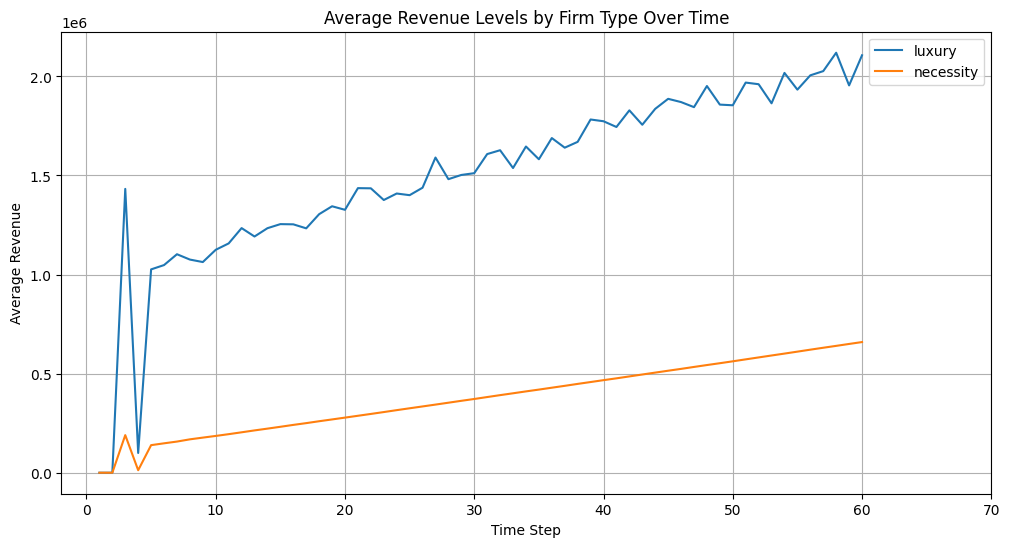 Average Revenue Levels by Firm Type Over Time
1e6
luxury
necessity
2.0
1.5
1.0
0.5
0.0
Average Revenue
0 10 20 30 40 50 60 70
Time Step